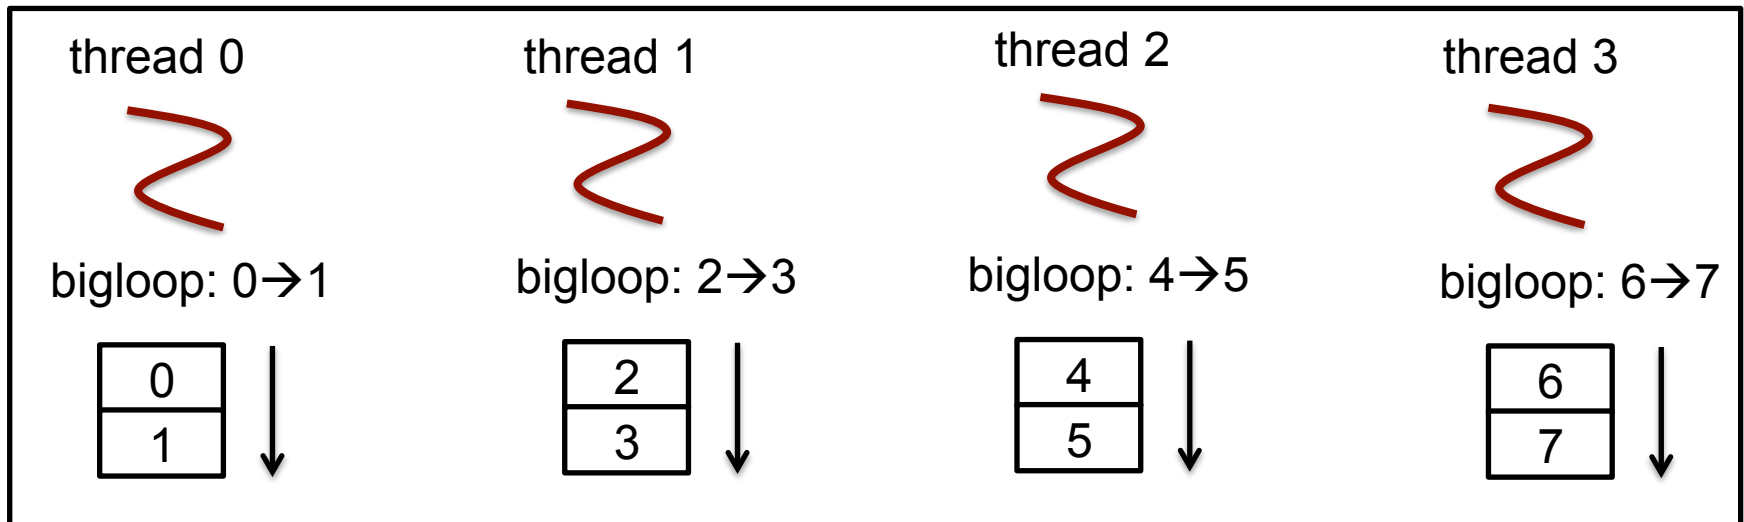 thread 0
thread 1
thread 2
thread 3
bigloop: 0→1
bigloop: 2→3
bigloop: 4→5
bigloop: 6→7
0
1
2
3
4
5
6
7